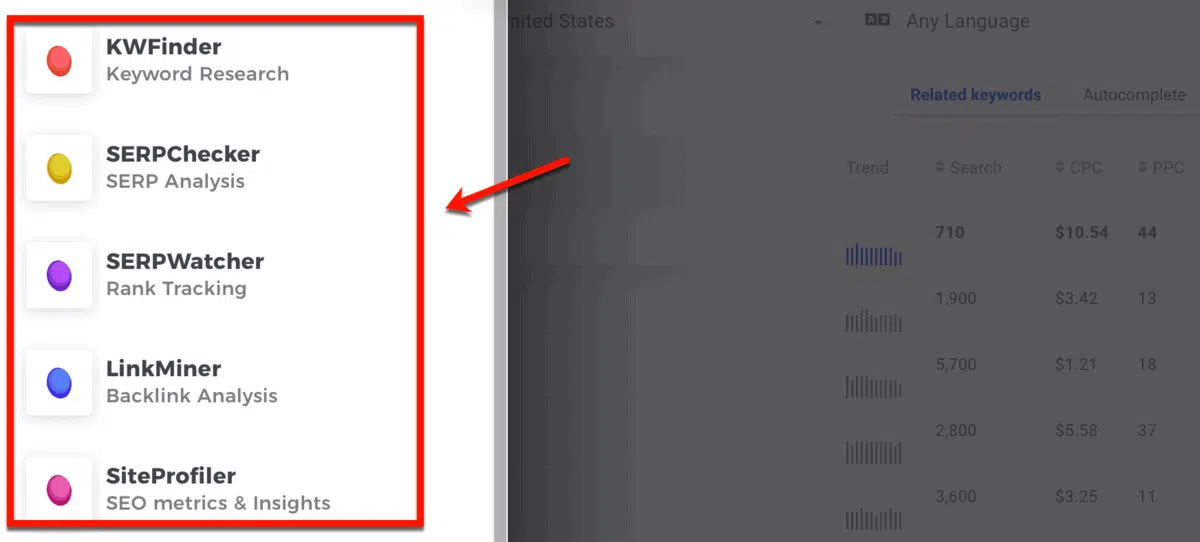 KWFinder
Keyword Research
SERPChecker
SERP Analysis
SERPWatcher
Rank Tracking
LinkMiner
Backlink Analysis
SiteProfiler
SEO metrics & Insights
nited States
Any Language
Related keywords Autocomplete
Trend Search CPC PPC
710 $10.54 44
1,900 $3.42 13
5,700 $1.21 18
2,800 $5.58 37
3,600 $3.25 11